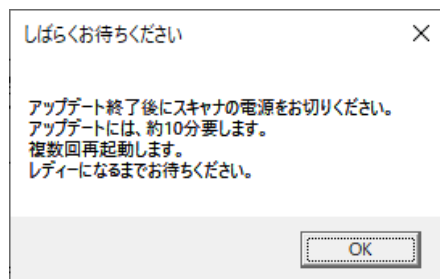 しばらくお待ちください
アップデート終了後にスキャナの電源をお切りください。
アップデートには、約10分要します。
複数回再起動します。
レディーになるまでお待ちください。
OK